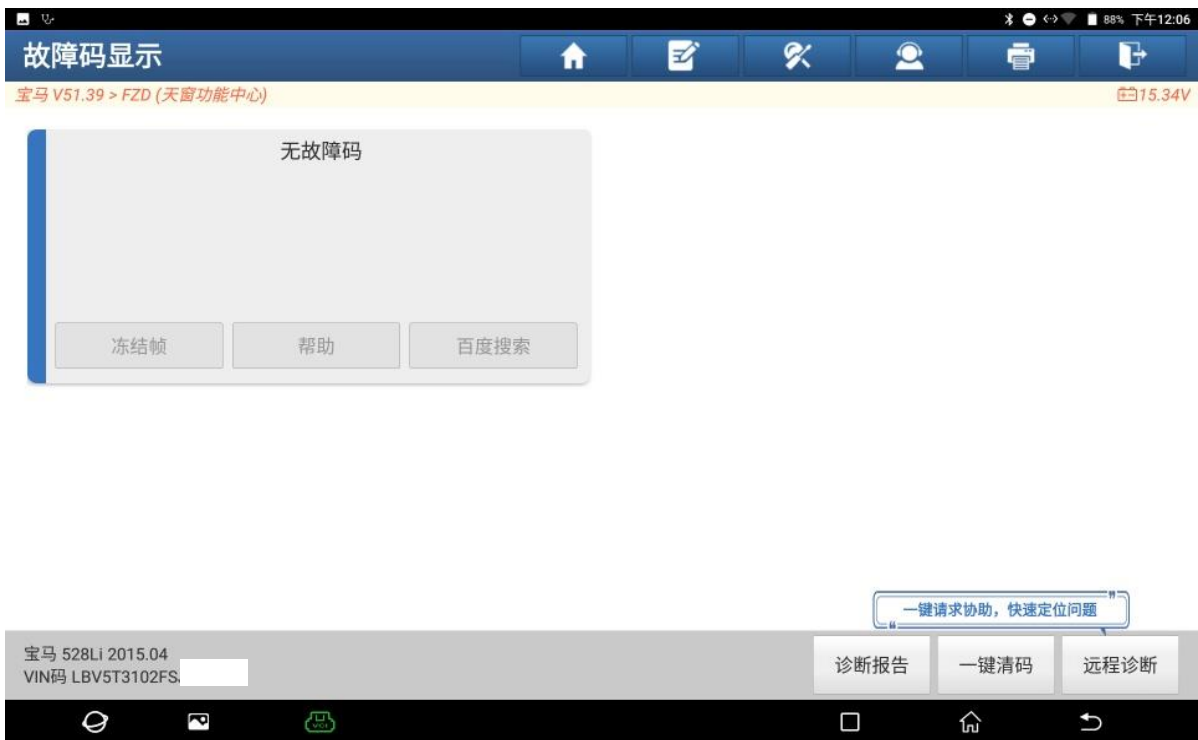 88% 下午12:06
故障码显示
宝马 V51.39 > FZD (天窗功能中心)
15.34V
无故障码
冻结帧
帮助
百度搜索
一键请求协助，快速定位问题
宝马 528Li 2015.04
VIN码 LBV5T3102FS
诊断报告
一键清码
远程诊断
VCI